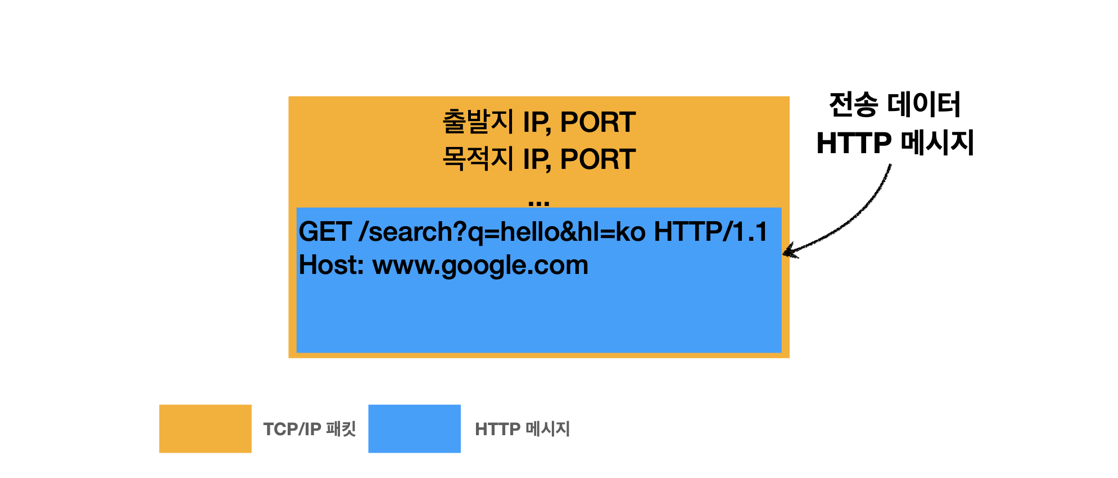 출발지 IP, PORT
목적지 IP, PORT
...
GET /search?q=hello&hl=ko HTTP/1.1
Host: www.google.com
전송 데이터
HTTP 메시지
TCP/IP 패킷
HTTP 메시지